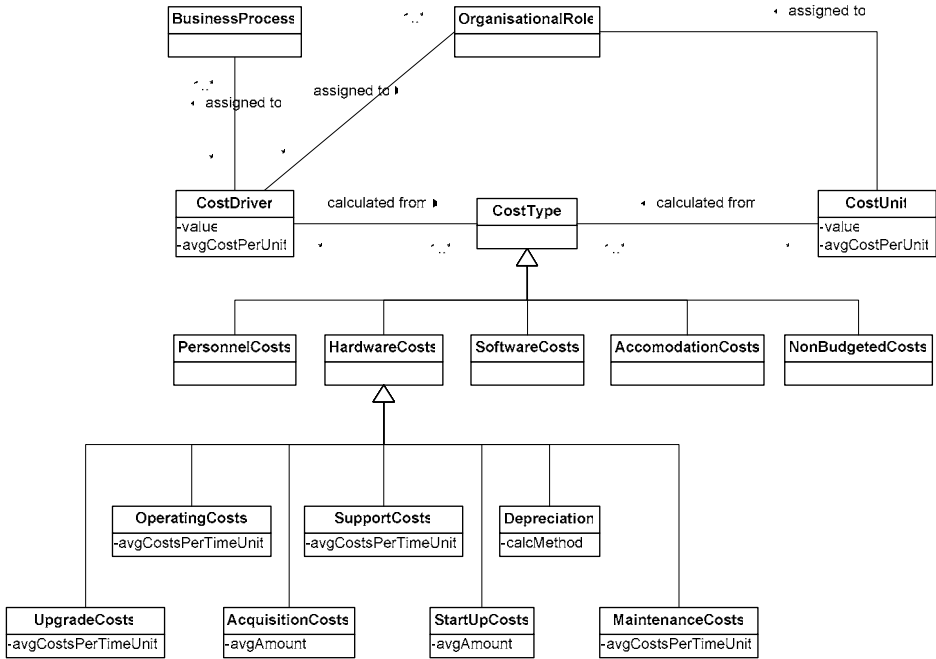 BusinessProcess
OrganisationalRole
assigned to
assigned to
assigned to
CostDriver
-value
-avgCostPerUnit
calculated from
CostType
calculated from
CostUnit
-value
-avgCostPerUnit
PersonnelCosts
HardwareCosts
SoftwareCosts
AccomodationCosts
NonBudgetedCosts
OperatingCosts
-avgCostsPerTimeUnit
SupportCosts
-avgCostsPerTimeUnit
Depreciation
-calcMethod
UpgradeCosts
-avgCostsPerTimeUnit
AcquisitionCosts
-avgAmount
StartUpCosts
-avgAmount
MaintenanceCosts
-avgCostsPerTimeUnit